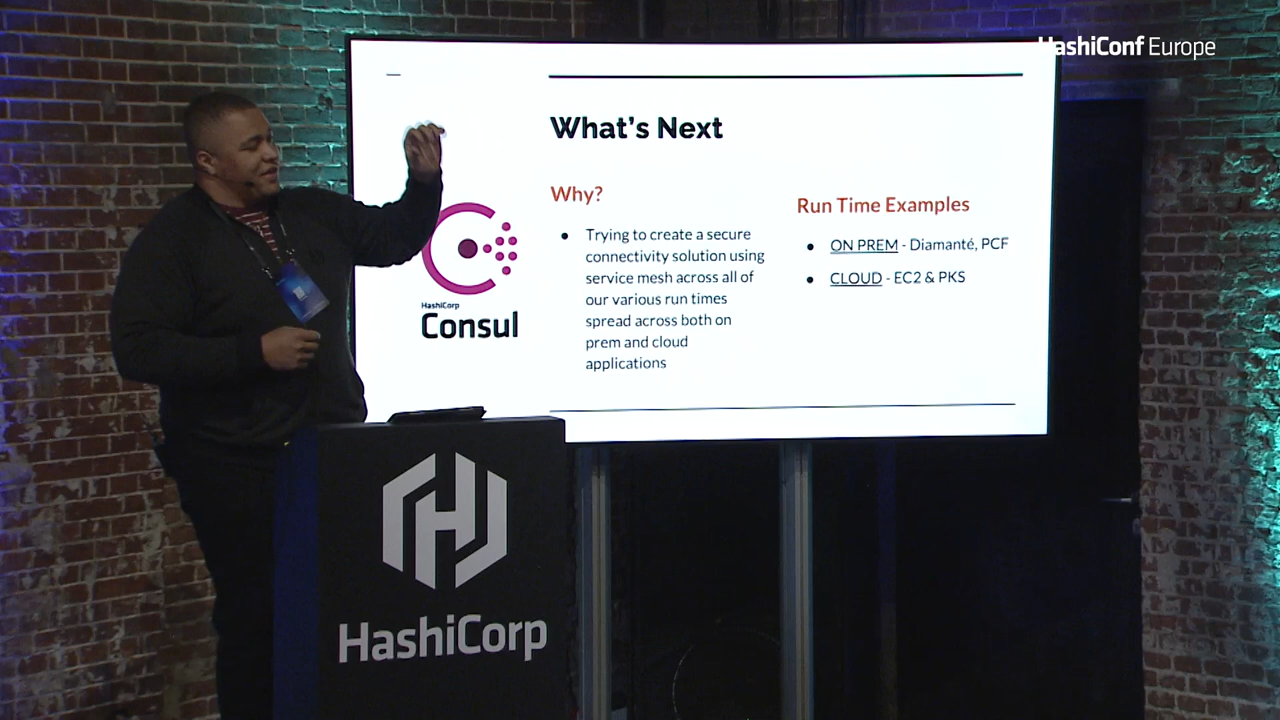 HashiConf Europe
What's Next
Why?
● Trying to create a secure
connectivity solution using
service mesh across all of
our various run times
spread across both on
prem and cloud
applications
Run Time Examples
● ON PREM - Diamanté, PCF
● CLOUD - EC2 & PKS
HashiCorp
Consul
HashiCorp